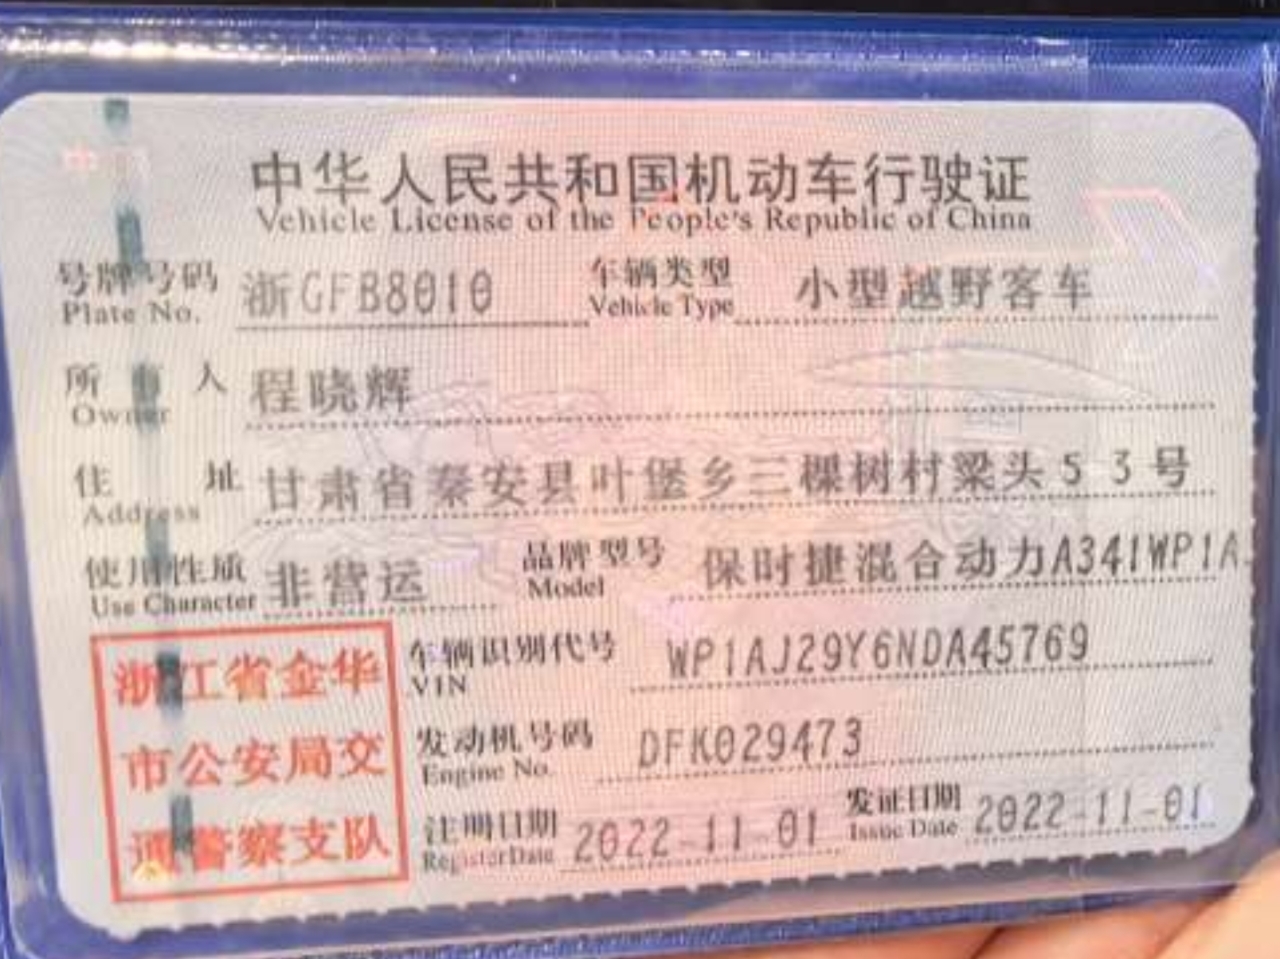 中华人民共和国机动车行驶证
Vehicle License of the People's Republic of China
号牌号码 浙GFB8010 车辆类型 小型越野客车
Plate No. Vehicle Type
所有人 程晓辉
Owner
住址 甘肃省秦安县叶堡乡三棵树村梁头53号
Address
使用性质 非营运 品牌型号 保时捷混合动力A341WP1A
Use Character Model
浙江省金华
市公安局交
通警察支队
车辆识别代号 WP1AJ29Y6NDA45769
VIN
发动机号码 DFK029473
Engine No.
注册日期 2022-11-01 发证日期 2022-11-01
Register Date Issue Date